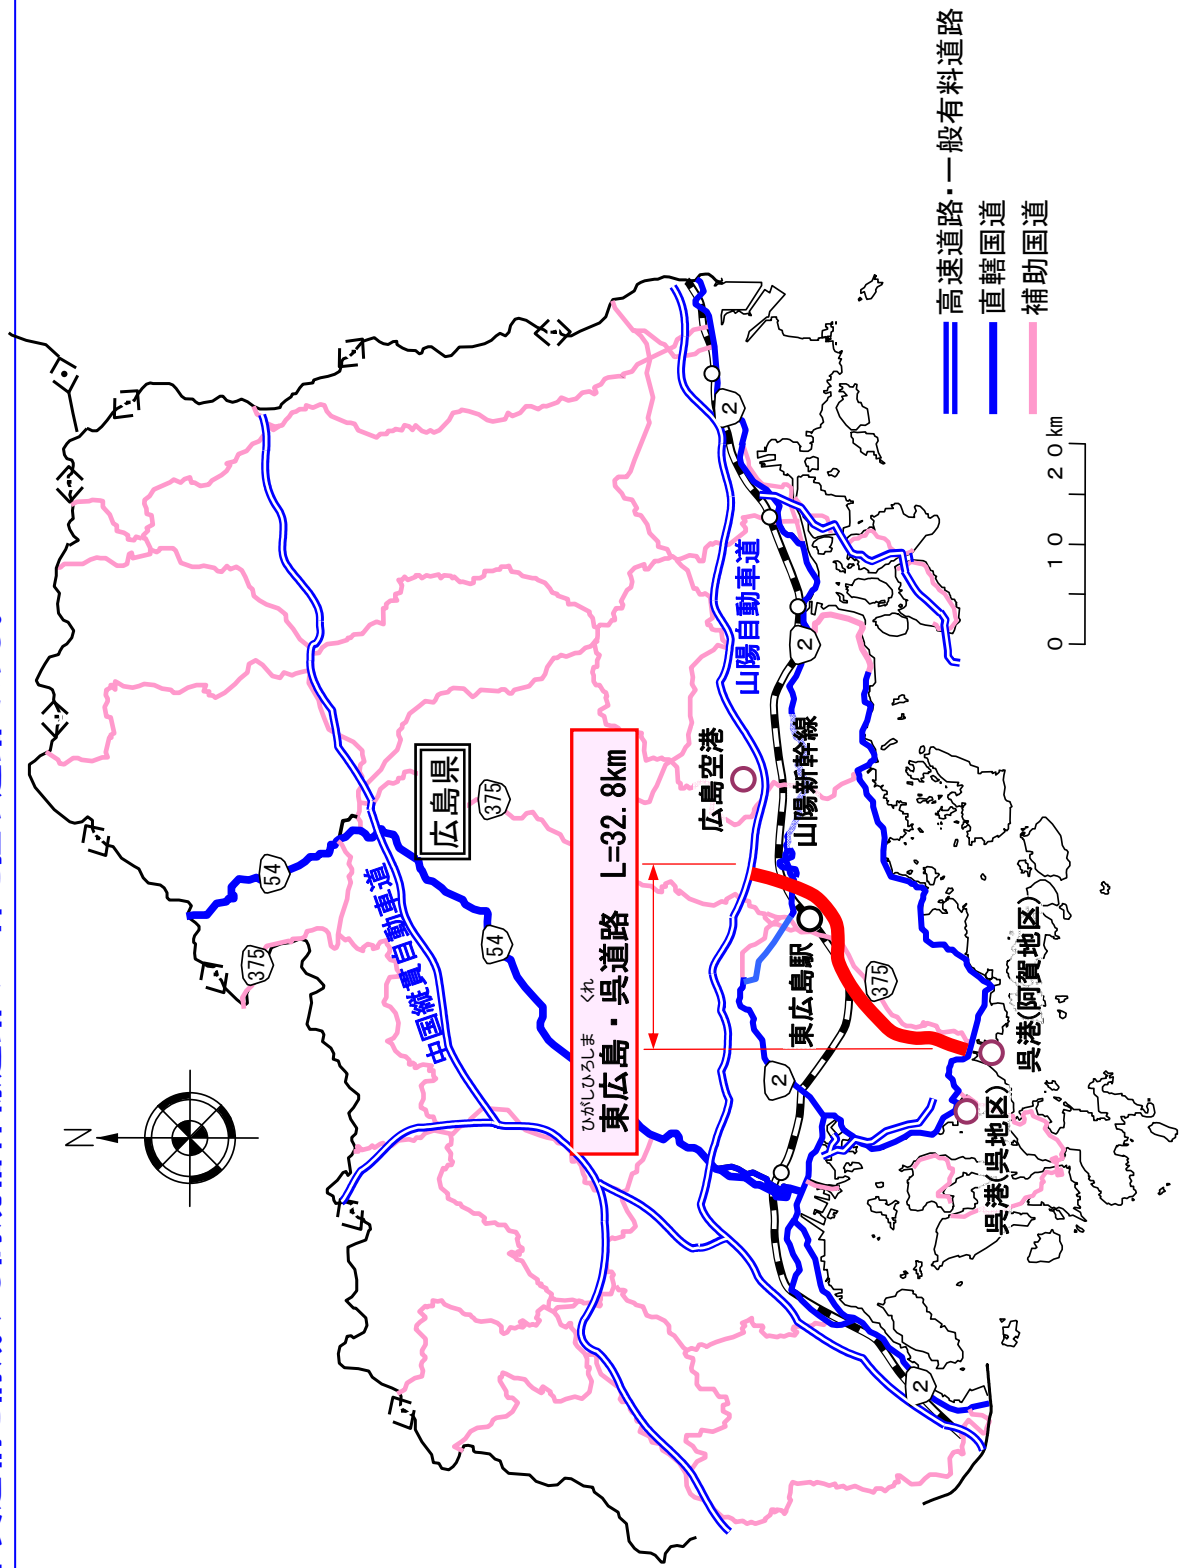 N
54
375
中国縦貫自動車道
広島県
375
54
ひがしひろしま くれ
東広島・呉道路 L=32.8km
広島空港
山陽自動車道
2
2
山陽新幹線
東広島駅
375
2
2
呉港(阿賀地区)
呉港(呉地区)
高速道路・一般有料道路
直轄国道
補助国道
0 10 20km